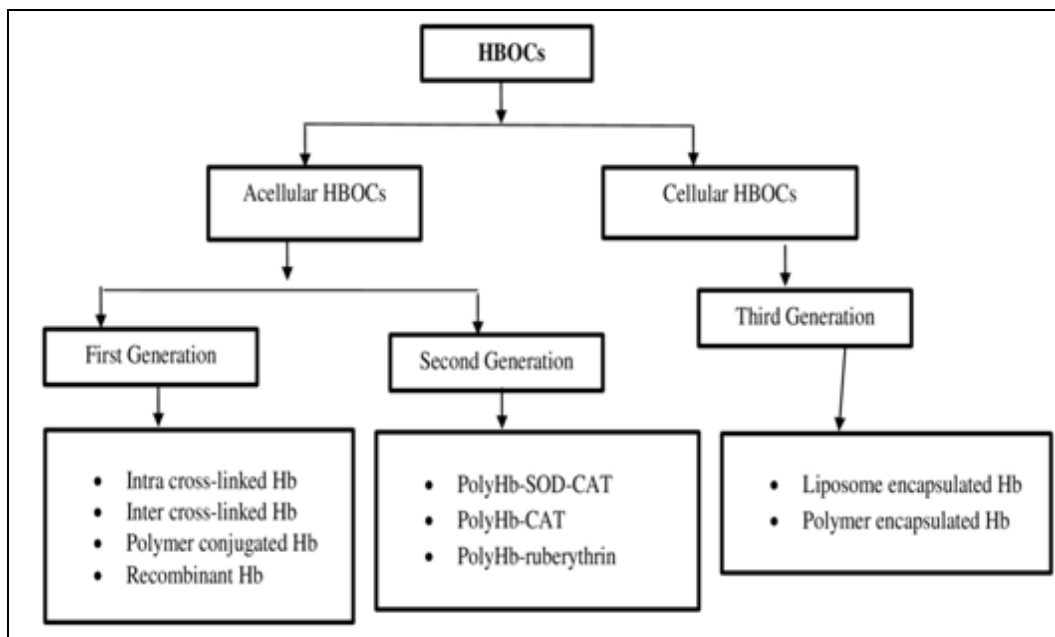 HBOCs
Acellular HBOCs
Cellular HBOCs
First Generation
Second Generation
Third Generation
• Intra cross-linked Hb
• Inter cross-linked Hb
• Polymer conjugated Hb
• Recombinant Hb
• PolyHb-SOD-CAT
• PolyHb-CAT
• PolyHb-ruberythrin
• Liposome encapsulated Hb
• Polymer encapsulated Hb